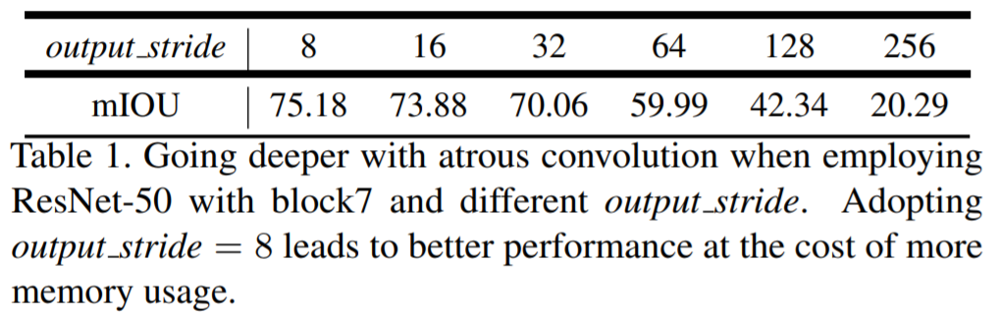 output_stride 8 16 32 64 128 256
mIOU 75.18 73.88 70.06 59.99 42.34 20.29
Table 1. Going deeper with atrous convolution when employing
ResNet-50 with block7 and different output_stride. Adopting
output_stride = 8 leads to better performance at the cost of more
memory usage.